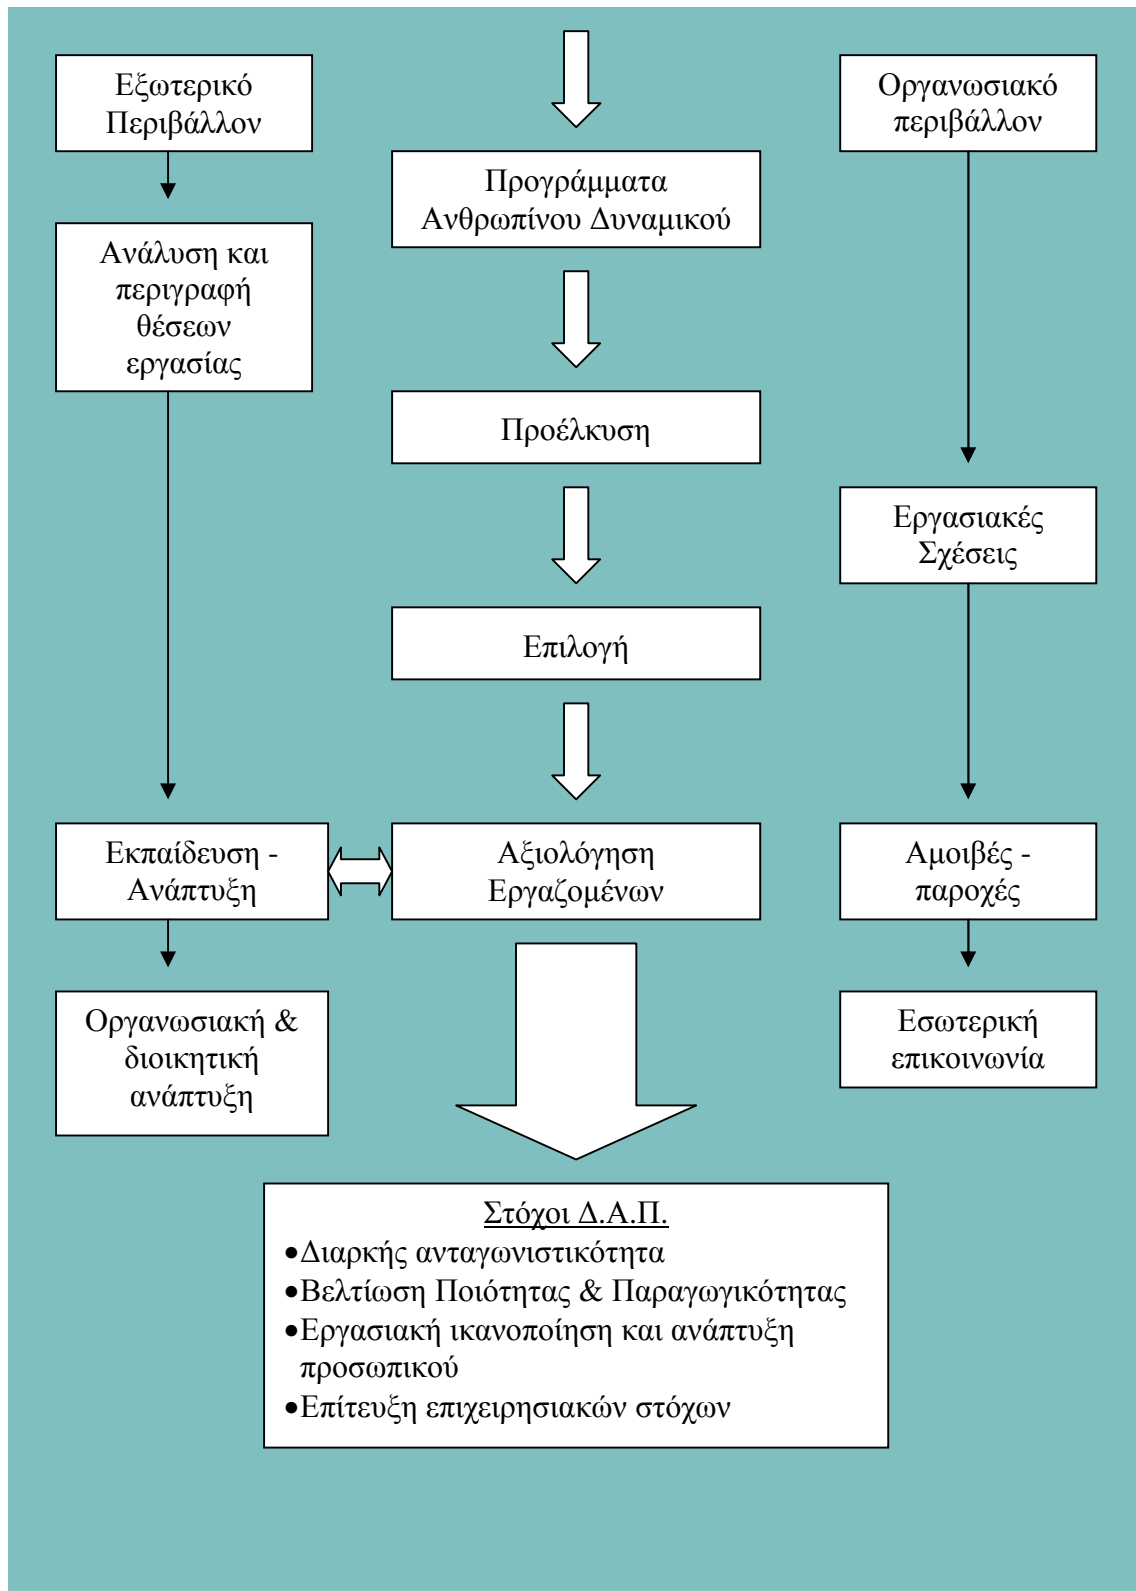 Εξωτερικό
Περιβάλλον
Οργανωσιακό
περιβάλλον
Προγράμματα
Ανθρωπίνου Δυναμικού
Ανάλυση και
περιγραφή
θέσεων
εργασίας
Προέλκυση
Εργασιακές
Σχέσεις
Επιλογή
Εκπαίδευση -
Ανάπτυξη
Αξιολόγηση
Εργαζομένων
Αμοιβές -
παροχές
Οργανωσιακή &
διοικητική
ανάπτυξη
Εσωτερική
επικοινωνία
Στόχοι Δ.Α.Π.
•Διαρκής ανταγωνιστικότητα
•Βελτίωση Ποιότητας & Παραγωγικότητας
•Εργασιακή ικανοποίηση και ανάπτυξη
προσωπικού
•Επίτευξη επιχειρησιακών στόχων